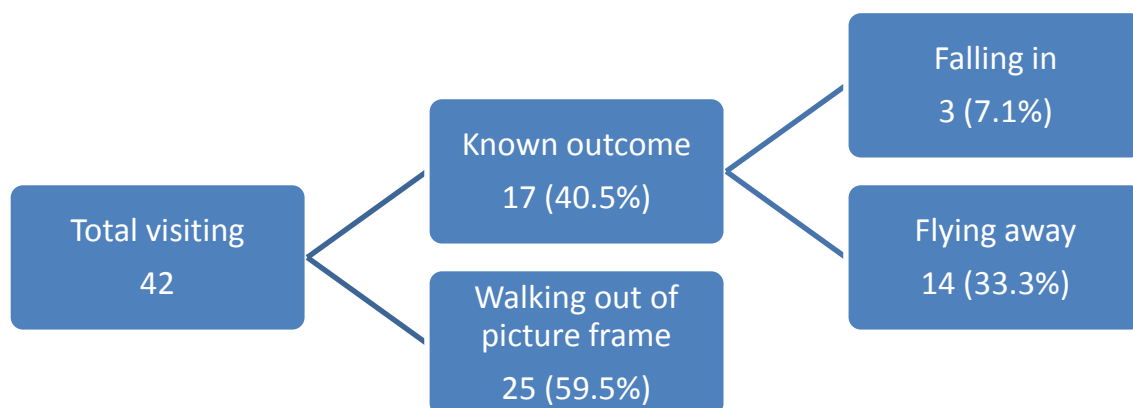 Total visiting
42
Known outcome
17 (40.5%)
Walking out of
picture frame
25 (59.5%)
Falling in
3 (7.1%)
Flying away
14 (33.3%)